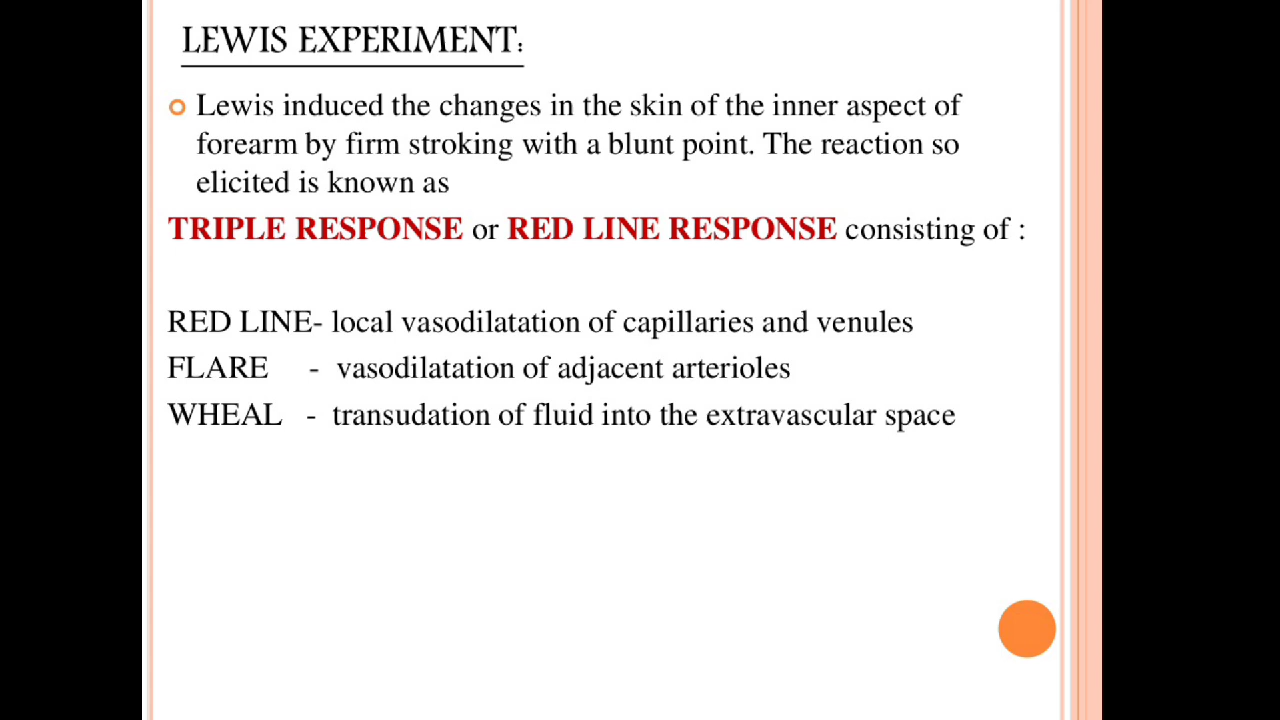 LEWIS EXPERIMENT:
Lewis induced the changes in the skin of the inner aspect of
forearm by firm stroking with a blunt point. The reaction so
elicited is known as
TRIPLE RESPONSE or RED LINE RESPONSE consisting of :
RED LINE- local vasodilatation of capillaries and venules
FLARE - vasodilatation of adjacent arterioles
WHEAL - transudation of fluid into the extravascular space